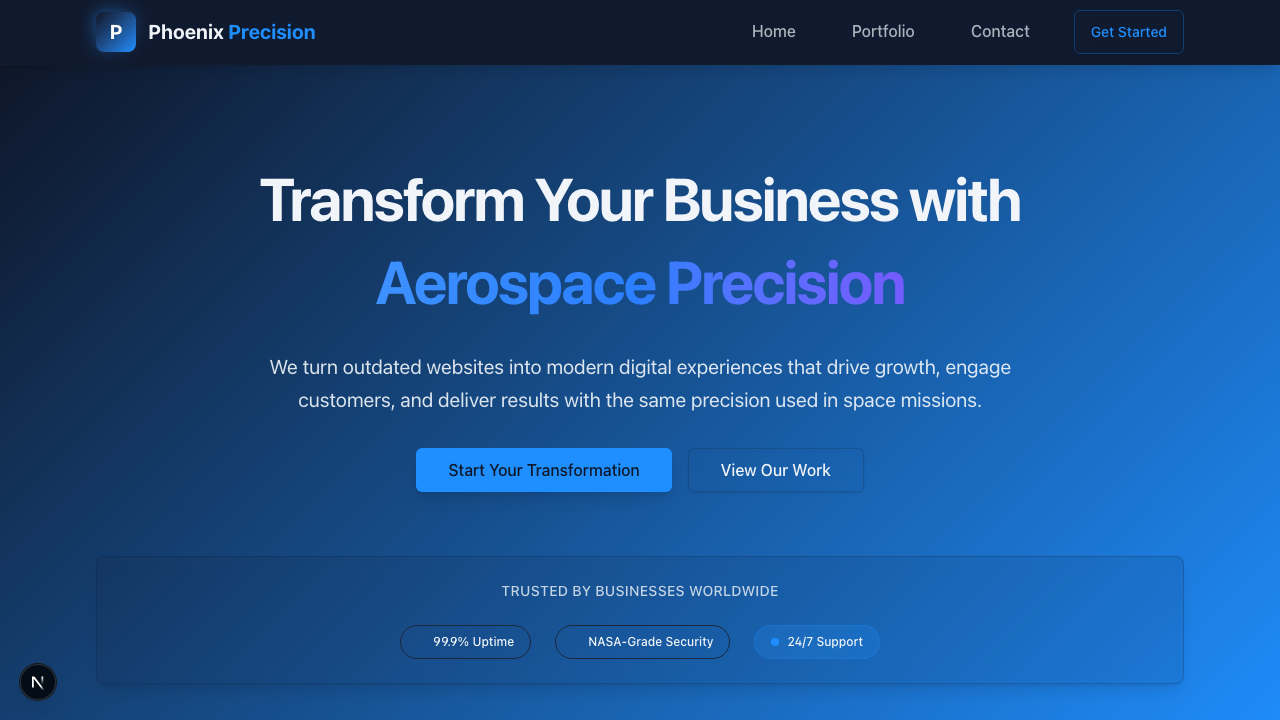 P
Phoenix Precision
Home
Portfolio
Contact
Get Started
Transform Your Business with
Aerospace Precision
We turn outdated websites into modern digital experiences that drive growth, engage
customers, and deliver results with the same precision used in space missions.
Start Your Transformation
View Our Work
TRUSTED BY BUSINESSES WORLDWIDE
99.9% Uptime
NASA-Grade Security
24/7 Support
N